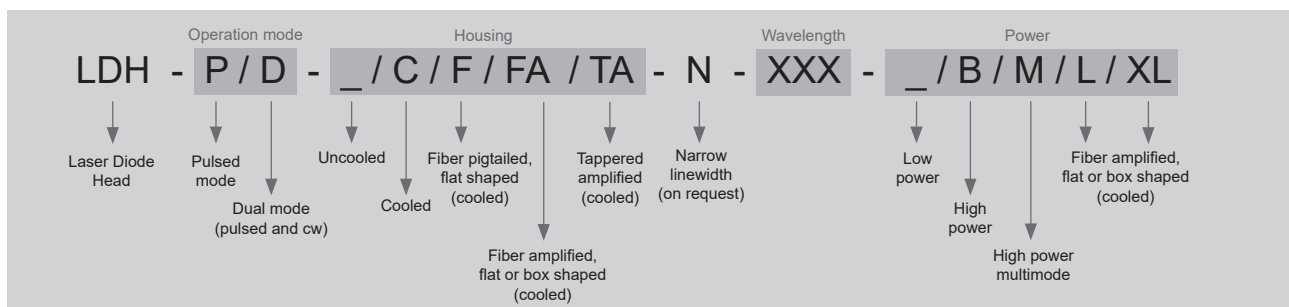 Operation mode Housing Wavelength Power
LDH - P / D - _ / C / F / FA / TA - N - XXX - _ / B / M / L / XL
Laser Diode
Head
Pulsed
mode
Dual mode
(pulsed and cw)
Uncooled
Cooled
Fiber pigtailed,
flat shaped
(cooled)
Fiber amplified,
flat or box shaped
(cooled)
Tappered
amplified
(cooled)
Narrow
linewidth
(on request)
Low
power
High
power
High power
multimode
Fiber amplified,
flat or box shaped
(cooled)